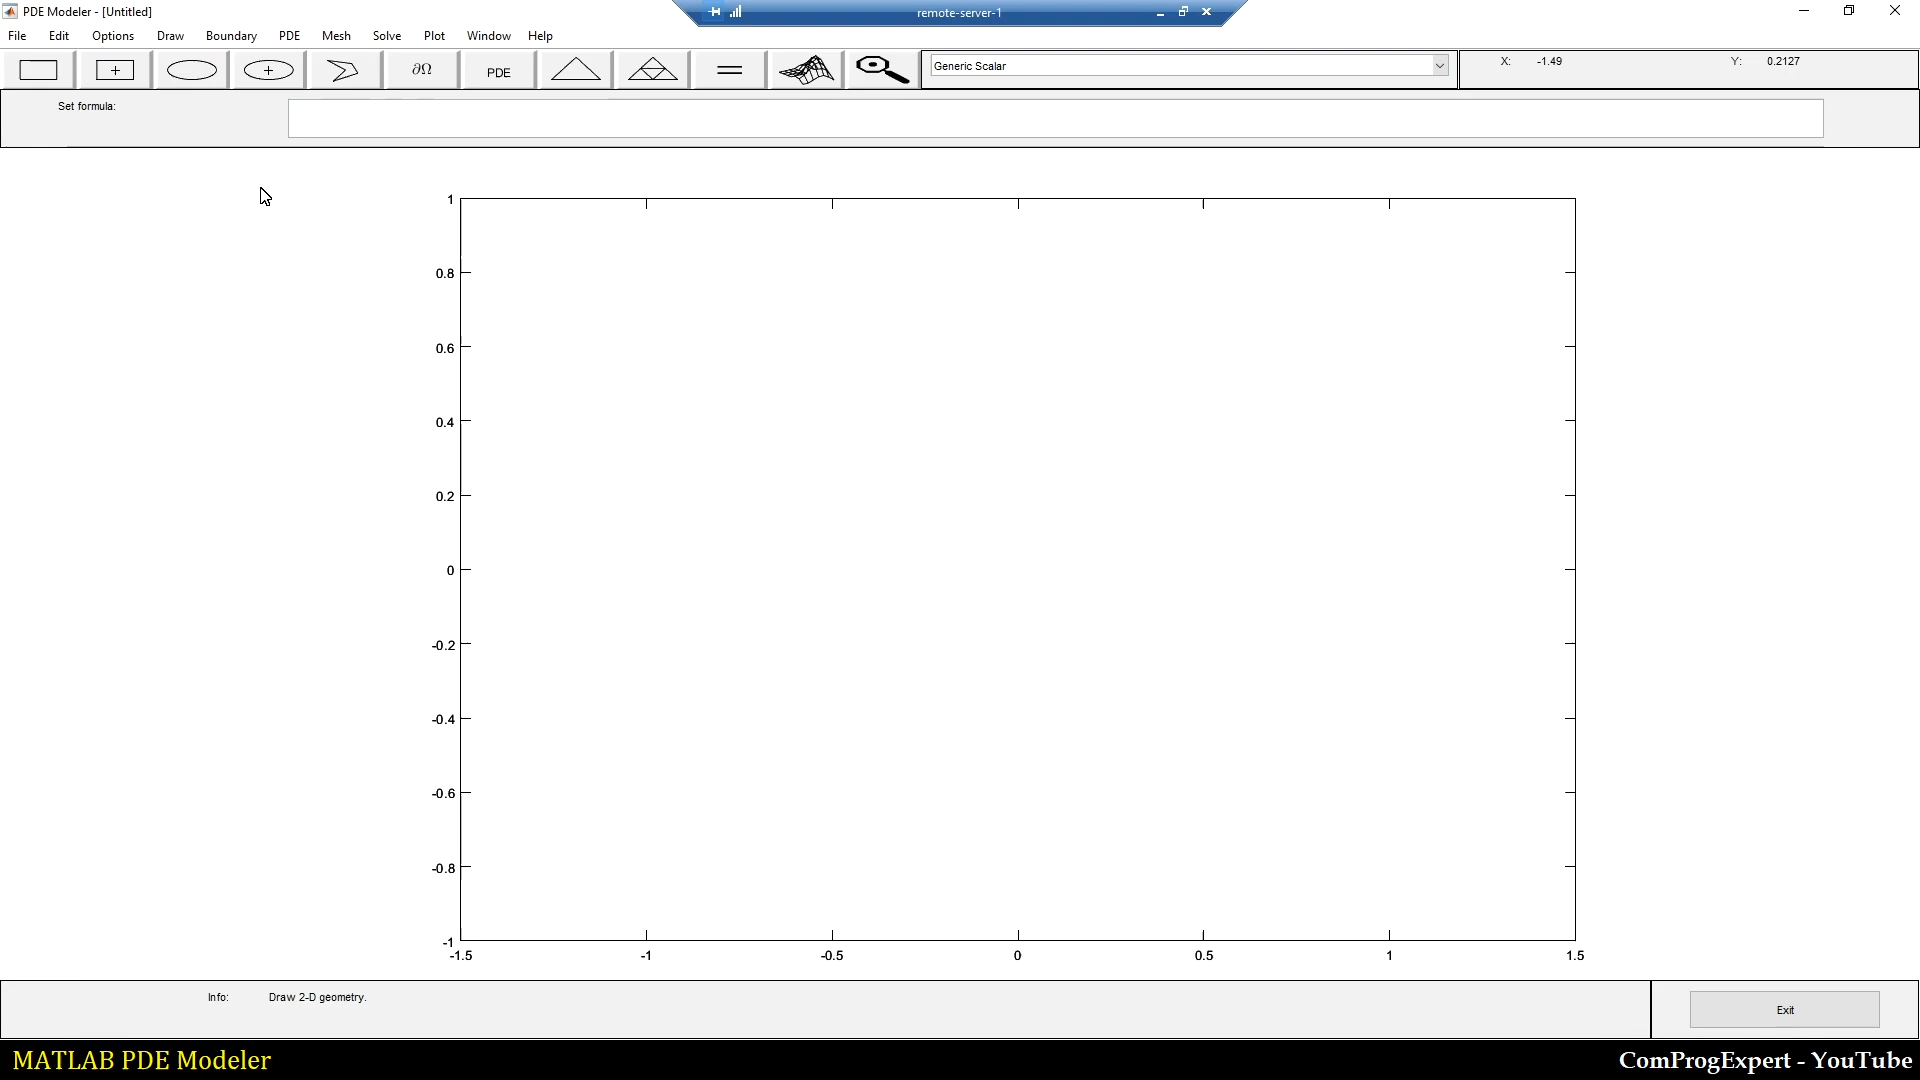 PDE Modeler - [Untitled]
remote-server-1
File Edit Options Draw Boundary PDE Mesh Solve Plot Window Help
∂Ω PDE Generic Scalar X: -1.49 Y: 0.2127
Set formula:
1
0.8
0.6
0.4
0.2
0
-0.2
-0.4
-0.6
-0.8
-1
-1.5 -1 -0.5 0 0.5 1 1.5
Info: Draw 2-D geometry.
Exit
MATLAB PDE Modeler
ComProgExpert - YouTube